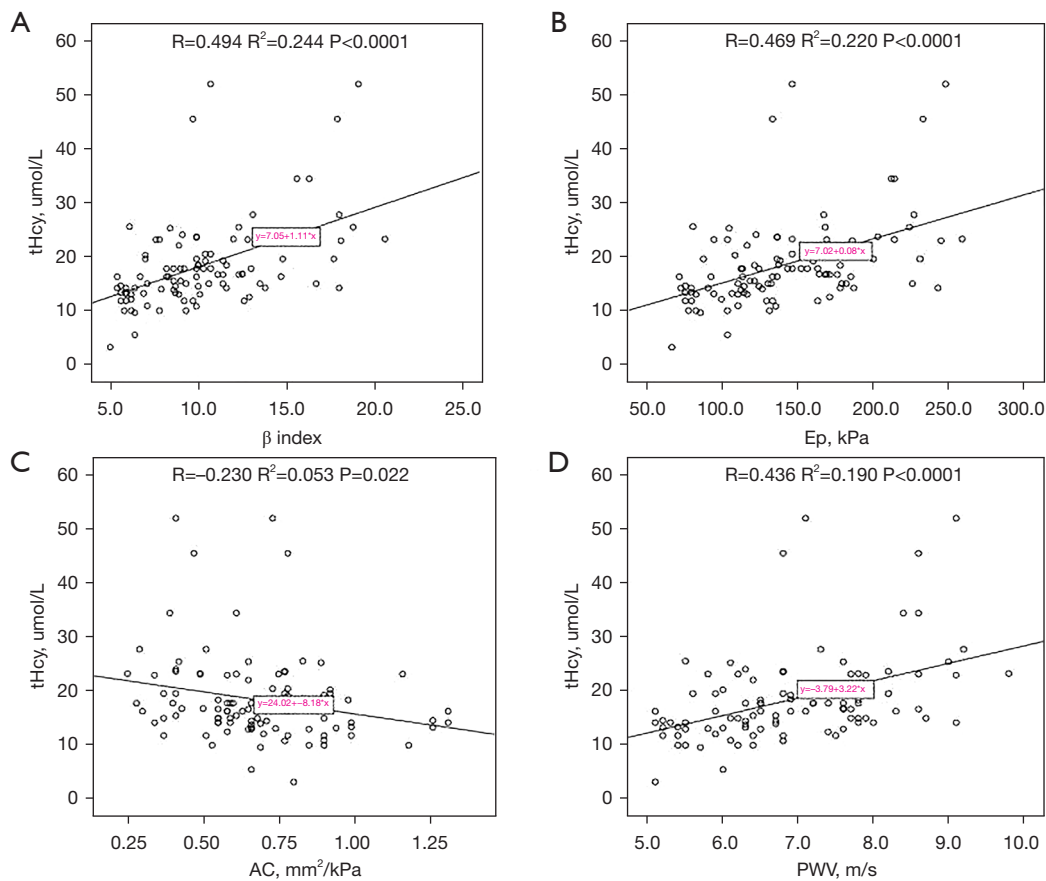 A
R=0.494 R²=0.244 P<0.0001
tHcy, umol/L
60
50
40
30
20
10
0
y=7.05+1.11*x
5.0 10.0 15.0 20.0 25.0
β index
B
R=0.469 R²=0.220 P<0.0001
tHcy, umol/L
60
50
40
30
20
10
0
y=7.02+0.08*x
50.0 100.0 150.0 200.0 250.0 300.0
Ep, kPa
C
R=–0.230 R²=0.053 P=0.022
tHcy, umol/L
60
50
40
30
20
10
0
y=24.02+–8.18*x
0.25 0.50 0.75 1.00 1.25
AC, mm²/kPa
D
R=0.436 R²=0.190 P<0.0001
tHcy, umol/L
60
50
40
30
20
10
0
y=–3.79+3.22*x
5.0 6.0 7.0 8.0 9.0 10.0
PWV, m/s